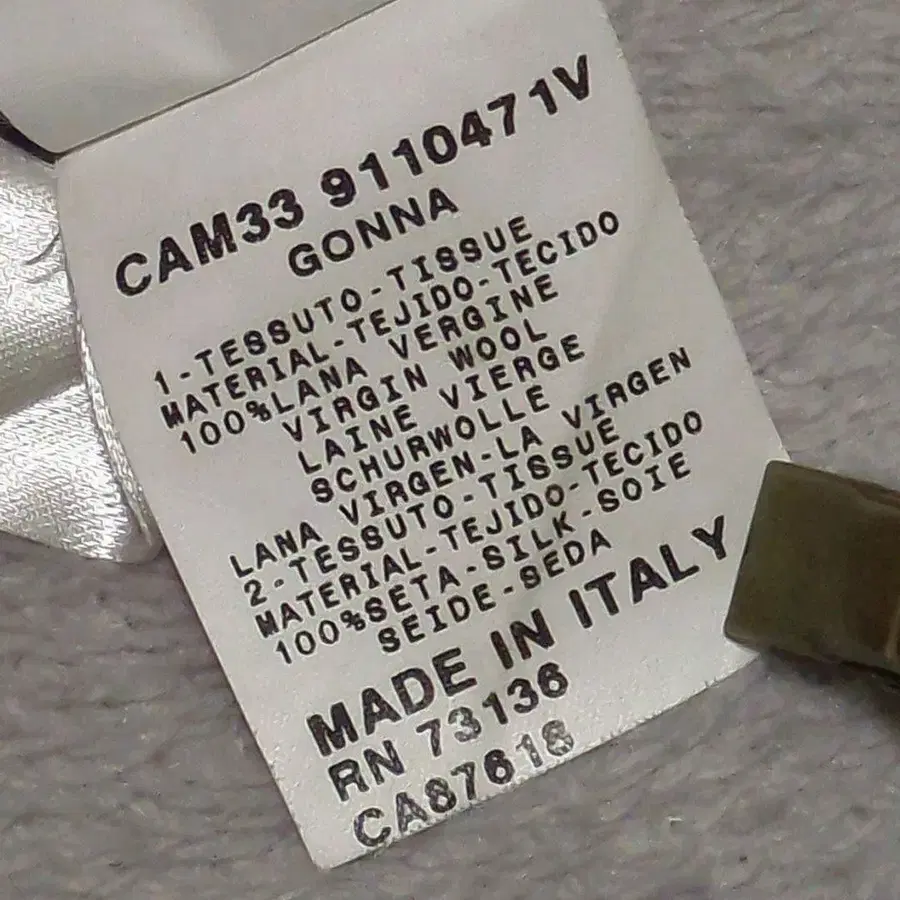 CAM33 9110471V
GONNA
1-TESSUTO-TISSUE
MATERIAL-TEJIDO-TECIDO
100%LANA VERGINE
VIRGIN WOOL
LAINE VIERGE
SCHURWOLLE
LANA VIRGEN-LA VIRGEN
2-TESSUTO-TISSUE
MATERIAL-TEJIDO-TECIDO
100%SETA-SILK-SOIE
SEIDE-SEDA
MADE IN ITALY
RN 73136
CA87618